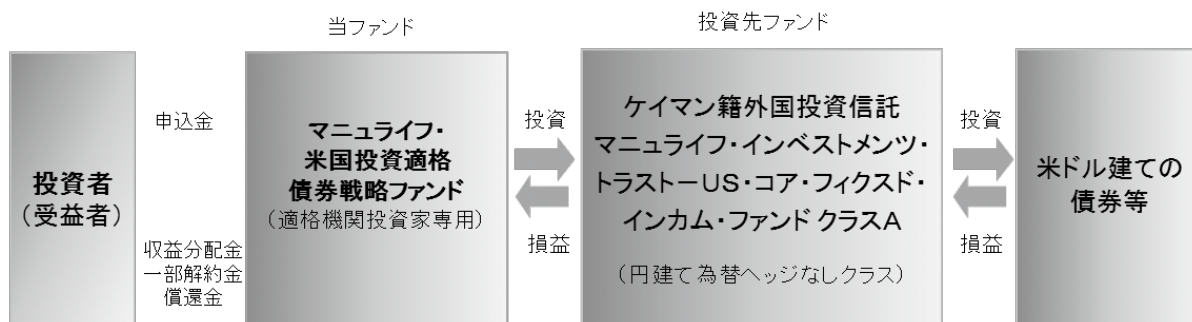 当ファンド
投資先ファンド
投資者
(受益者)
申込金
収益分配金
一部解約金
償還金
マニュライフ・
米国投資適格
債券戦略ファンド
(適格機関投資家専用)
投資
損益
ケイマン籍外国投資信託
マニュライフ・インベストメンツ・
トラストーUS・コア・フィクスド・
インカム・ファンド クラスA
(円建て為替ヘッジなしクラス)
投資
損益
米ドル建ての
債券等